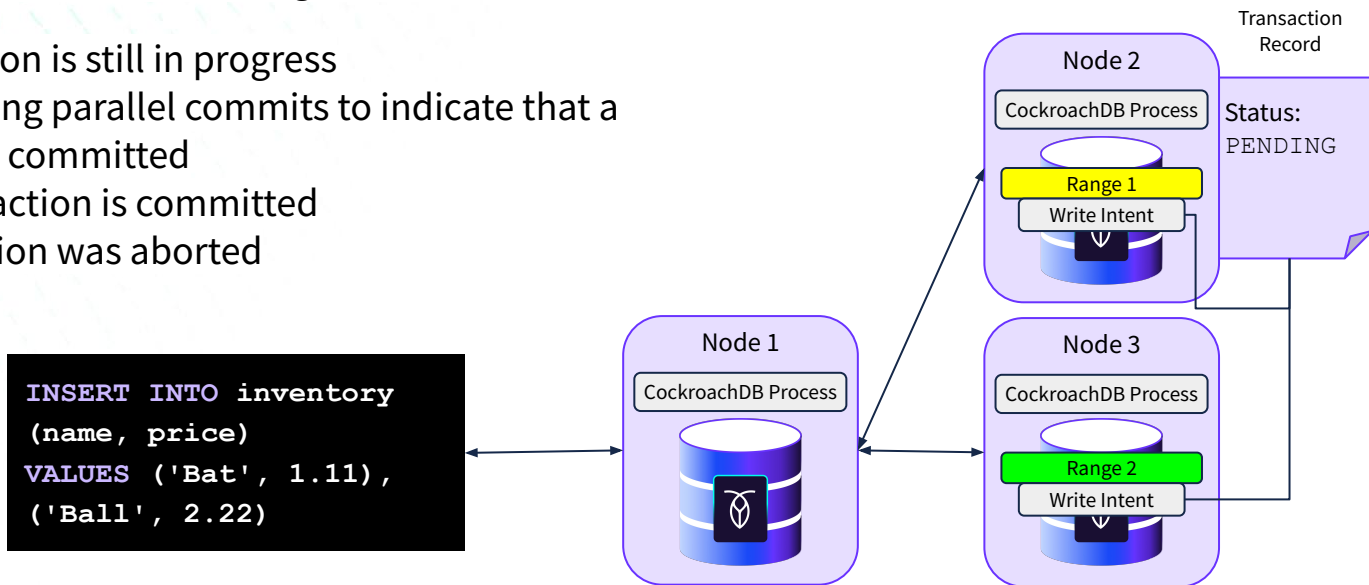 on is still in progress
ng parallel commits to indicate that a
committed
action is committed
ion was aborted
INSERT INTO inventory
(name, price)
VALUES ('Bat', 1.11),
('Ball', 2.22)
Node 1
CockroachDB Process
Node 2
CockroachDB Process
Range 1
Write Intent
Transaction
Record
Status:
PENDING
Node 3
CockroachDB Process
Range 2
Write Intent